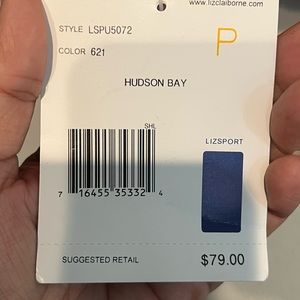 www.lizclaiborne.com
STYLE LSPU5072
P
COLOR 621
HUDSON BAY
SHL
LIZSPORT
7 16455 35332 4
SUGGESTED RETAIL $79.00